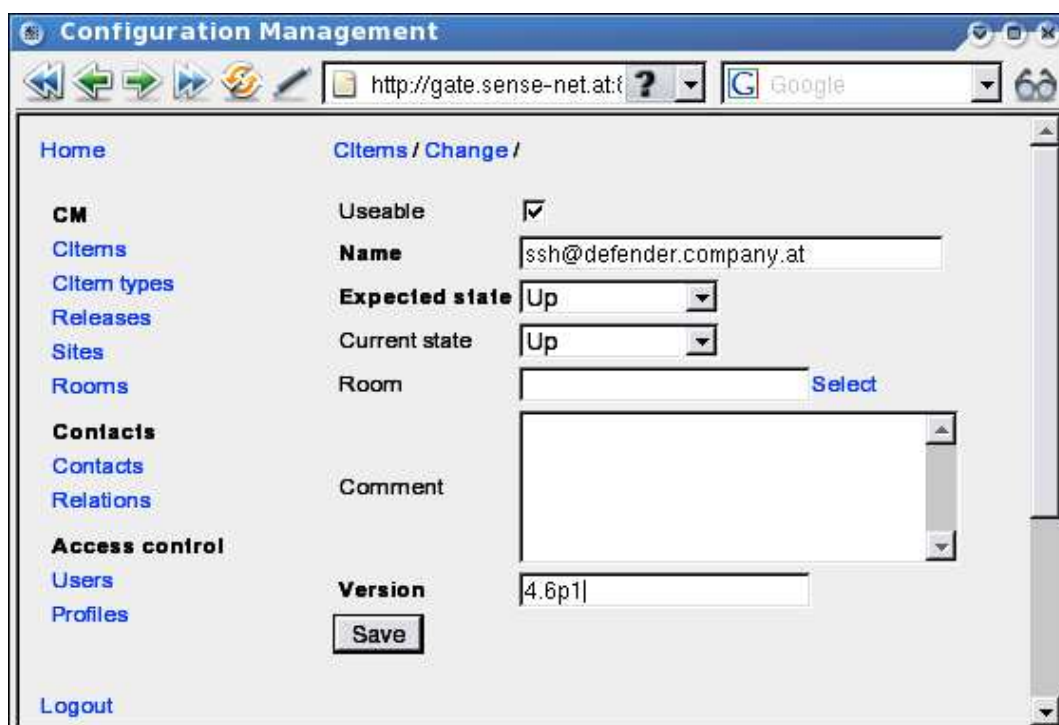 Configuration Management
http://gate.sense-net.at:8 ? G Google
Home
CItems / Change /
CM
CItems
CItem types
Releases
Sites
Rooms
Contacts
Contacts
Relations
Access control
Users
Profiles
Logout
Useable
Name ssh@defender.company.at
Expected state Up
Current state Up
Room Select
Comment
Version 4.6p1
Save